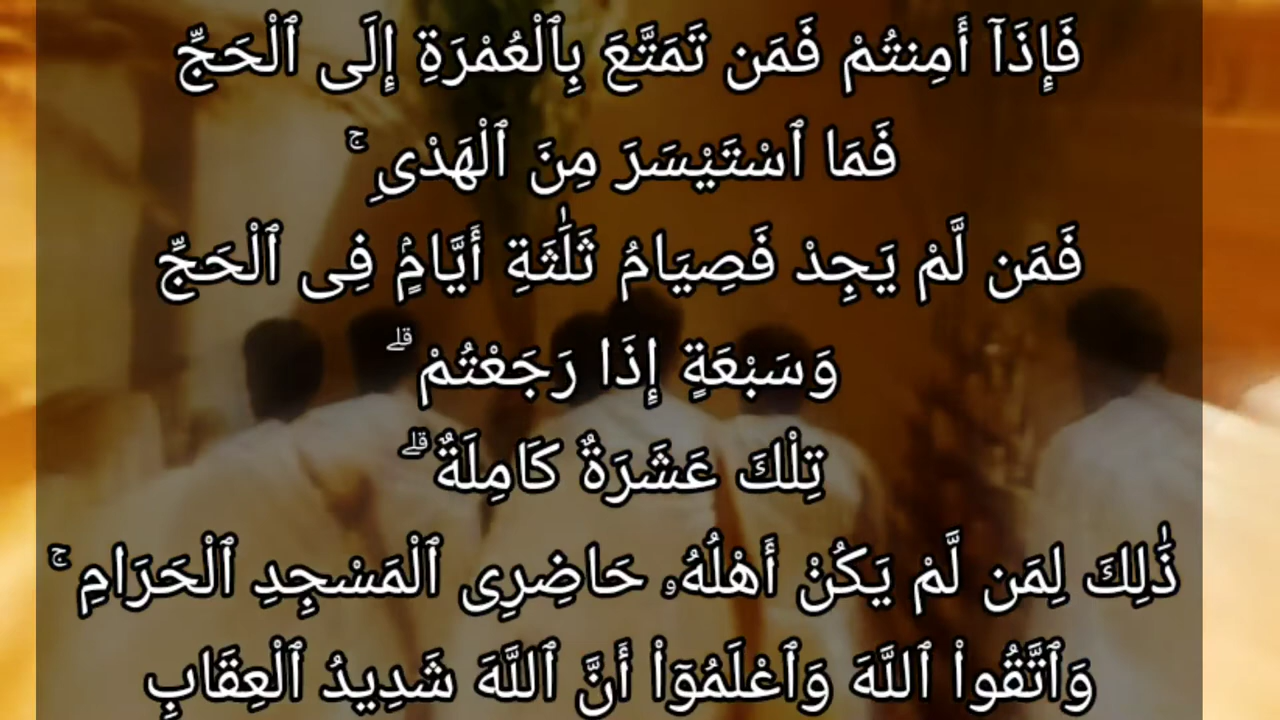 فَإِذَآ أَمِنتُمْ فَمَن تَمَتَّعَ بِٱلْعُمْرَةِ إِلَى ٱلْحَجِّ
فَمَا ٱسْتَيْسَرَ مِنَ ٱلْهَدْىِ ۚ
فَمَن لَّمْ يَجِدْ فَصِيَامُ ثَلَـٰثَةِ أَيَّامٍۢ فِى ٱلْحَجِّ
وَسَبْعَةٍ إِذَا رَجَعْتُمْ ۗ
تِلْكَ عَشَرَةٌ كَامِلَةٌ ۗ
ذَٰلِكَ لِمَن لَّمْ يَكُنْ أَهْلُهُۥ حَاضِرِى ٱلْمَسْجِدِ ٱلْحَرَامِ ۚ
وَٱتَّقُوا۟ ٱللَّهَ وَٱعْلَمُوٓا۟ أَنَّ ٱللَّهَ شَدِيدُ ٱلْعِقَابِ